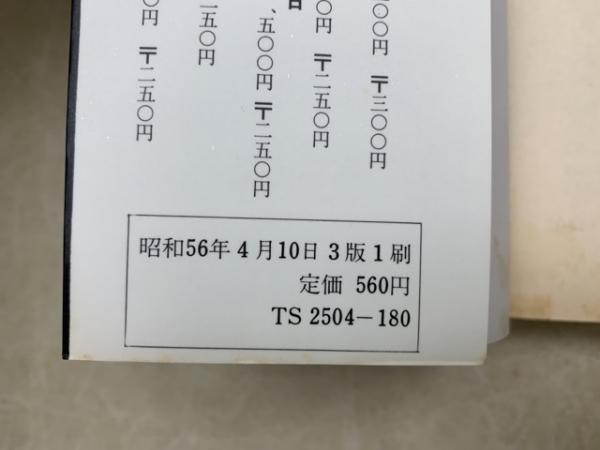 〇〇円 〒三〇〇円
〇円 〒二五〇円
、五〇〇円 〒二五〇円
二五〇円
〇円 〒二五〇円
昭和56年4月10日 3版1刷
定価 560円
TS 2504-180